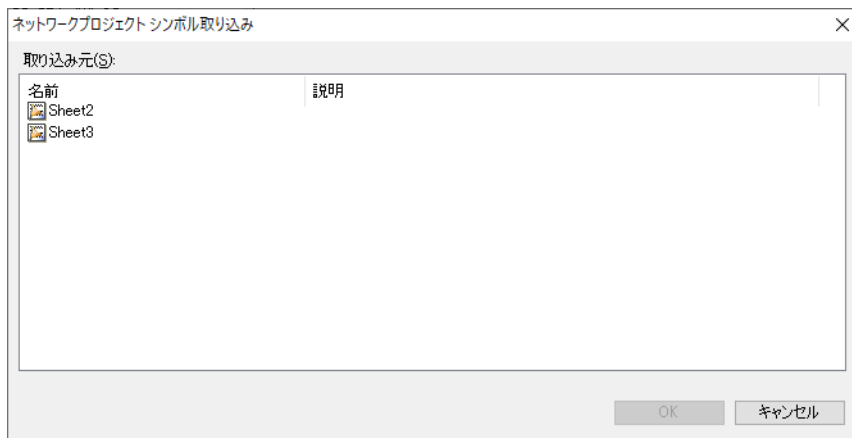 ネットワークプロジェクト シンボル取り込み
取り込み元(S):
名前 説明
Sheet2
Sheet3
OK キャンセル